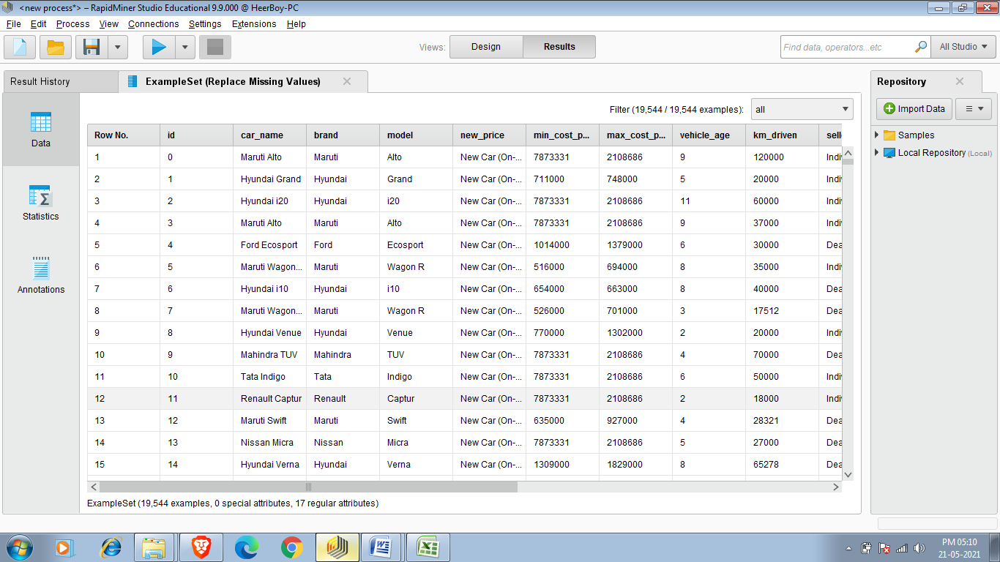 <new process*> – RapidMiner Studio Educational 9.9.000 @ HeerBoy-PC
File Edit Process View Connections Settings Extensions Help
Views: Design Results Find data, operators...etc All Studio
Result History ExampleSet (Replace Missing Values) Repository
Filter (19,544 / 19,544 examples): all Import Data
Data
Statistics
Annotations
Samples
Local Repository (Local)
Row No. id car_name brand model new_price min_cost_p... max_cost_p... vehicle_age km_driven sell
1 0 Maruti Alto Maruti Alto New Car (On-... 7873331 2108686 9 120000 Indi
2 1 Hyundai Grand Hyundai Grand New Car (On-... 711000 748000 5 20000 Indi
3 2 Hyundai i20 Hyundai i20 New Car (On-... 7873331 2108686 11 60000 Indi
4 3 Maruti Alto Maruti Alto New Car (On-... 7873331 2108686 9 37000 Indi
5 4 Ford Ecosport Ford Ecosport New Car (On-... 1014000 1379000 6 30000 Dea
6 5 Maruti Wagon... Maruti Wagon R New Car (On-... 516000 694000 8 35000 Indi
7 6 Hyundai i10 Hyundai i10 New Car (On-... 654000 663000 8 40000 Dea
8 7 Maruti Wagon... Maruti Wagon R New Car (On-... 526000 701000 3 17512 Dea
9 8 Hyundai Venue Hyundai Venue New Car (On-... 770000 1302000 2 20000 Indi
10 9 Mahindra TUV Mahindra TUV New Car (On-... 7873331 2108686 4 70000 Dea
11 10 Tata Indigo Tata Indigo New Car (On-... 7873331 2108686 6 50000 Indi
12 11 Renault Captur Renault Captur New Car (On-... 7873331 2108686 2 18000 Indi
13 12 Maruti Swift Maruti Swift New Car (On-... 635000 927000 4 28321 Dea
14 13 Nissan Micra Nissan Micra New Car (On-... 7873331 2108686 5 27000 Dea
15 14 Hyundai Verna Hyundai Verna New Car (On-... 1309000 1829000 8 65278 Dea
ExampleSet (19,544 examples, 0 special attributes, 17 regular attributes)
PM 05:10
21-05-2021